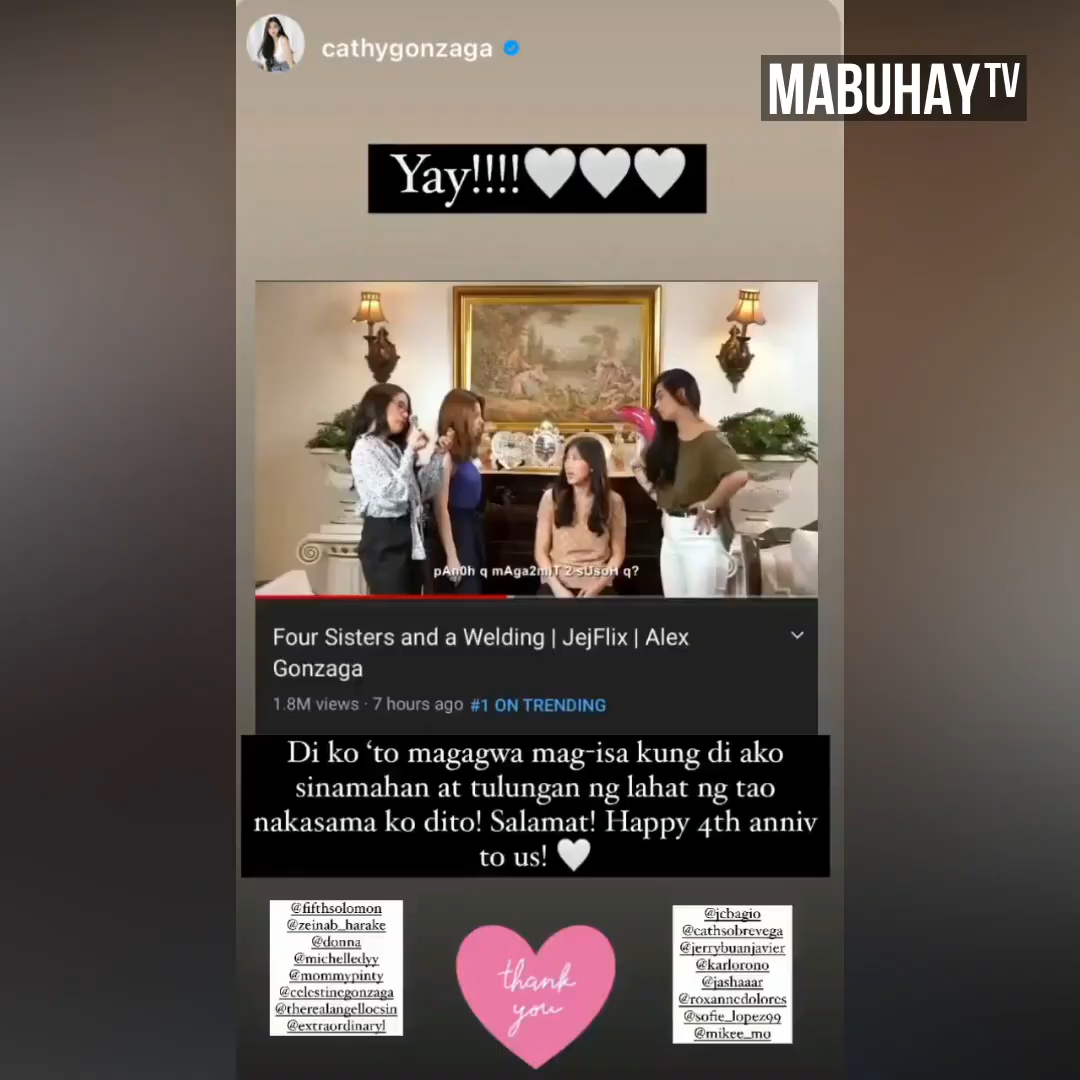 cathygonzaga
MABUHAY TV
Yay!!!!🤍🤍🤍
pAn0h q mAga2mIT 2 sUsoH q?
Four Sisters and a Welding | JejFlix | Alex
Gonzaga
1.8M views · 7 hours ago #1 ON TRENDING
Di ko ‘to magagwa mag-isa kung di ako
sinamahan at tulungan ng lahat ng tao
nakasama ko dito! Salamat! Happy 4th anniv
to us! 🤍
@fifthsolomon
@zeinab_harake
@donna
@michelledyy
@mommypinty
@celestinegonzaga
@therealangellocsin
@extraordinaryl
thank
you
@jcbagio
@cathsobrevega
@jerrybuanjavier
@karlorono
@jashaaar
@roxannedolores
@sofie_lopez99
@mikee_mo